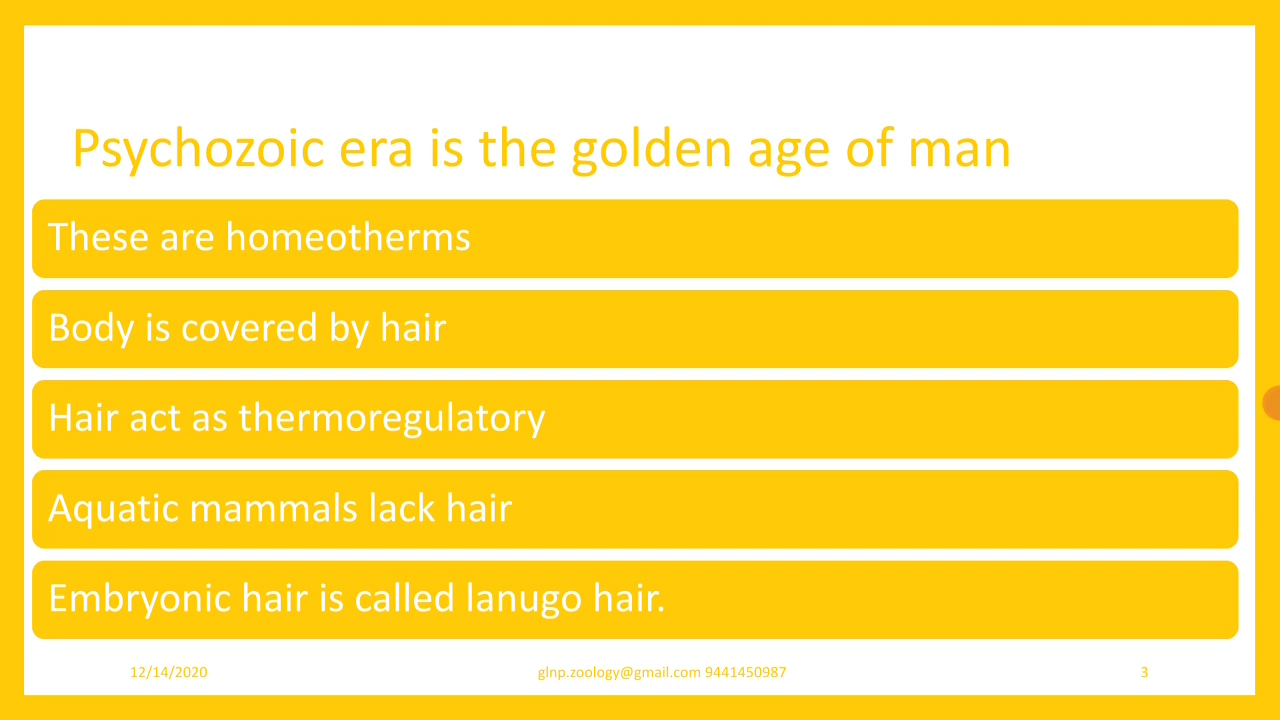 Psychozoic era is the golden age of man
These are homeotherms
Body is covered by hair
Hair act as thermoregulatory
Aquatic mammals lack hair
Embryonic hair is called lanugo hair.
12/14/2020
glnp.zoology@gmail.com 9441450987
3